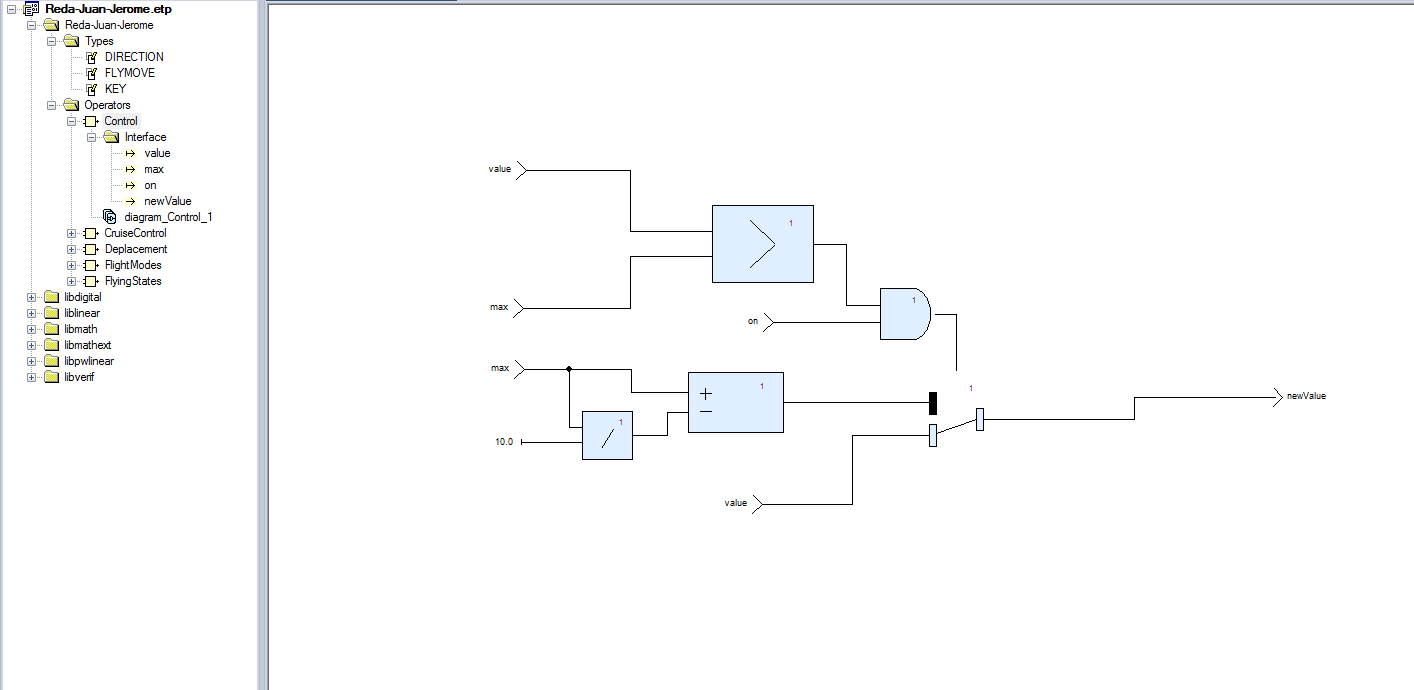 Reda-Juan-Jerome.etp
Reda-Juan-Jerome
Types
DIRECTION
FLYMOVE
KEY
Operators
Control
Interface
value
max
on
newValue
diagram_Control_1
CruiseControl
Deplacement
FlightModes
FlyingStates
libdigital
liblinear
libmath
libmathext
libpwlinear
libverif
value
1
max
1
on
max
1
+
−
1
newValue
1
/
10.0
value